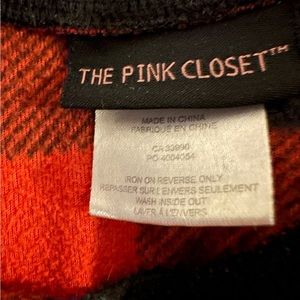 THE PINK CLOSET™
MADE IN CHINA
FABRIQUE EN CHINE
CA 33990
PO 4004054
IRON ON REVERSE ONLY
REPASSER SUR L'ENVERS SEULEMENT
WASH INSIDE OUT
LAVER À L'ENVERS